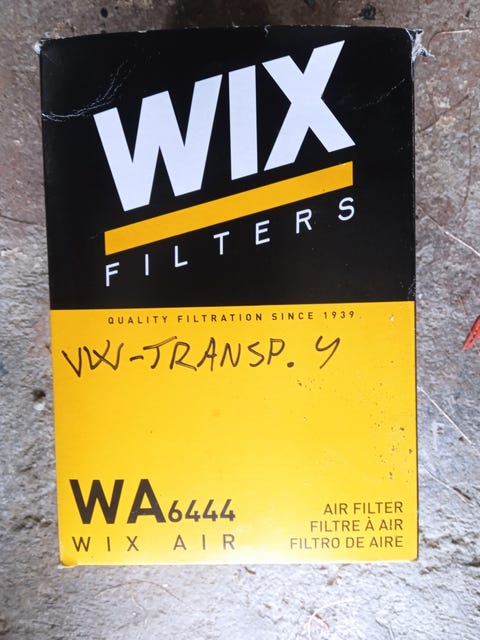 WIX
FILTERS
QUALITY FILTRATION SINCE 1939
VW-TRANSP. 4
WA6444
WIX AIR
AIR FILTER
FILTRE À AIR
FILTRO DE AIRE